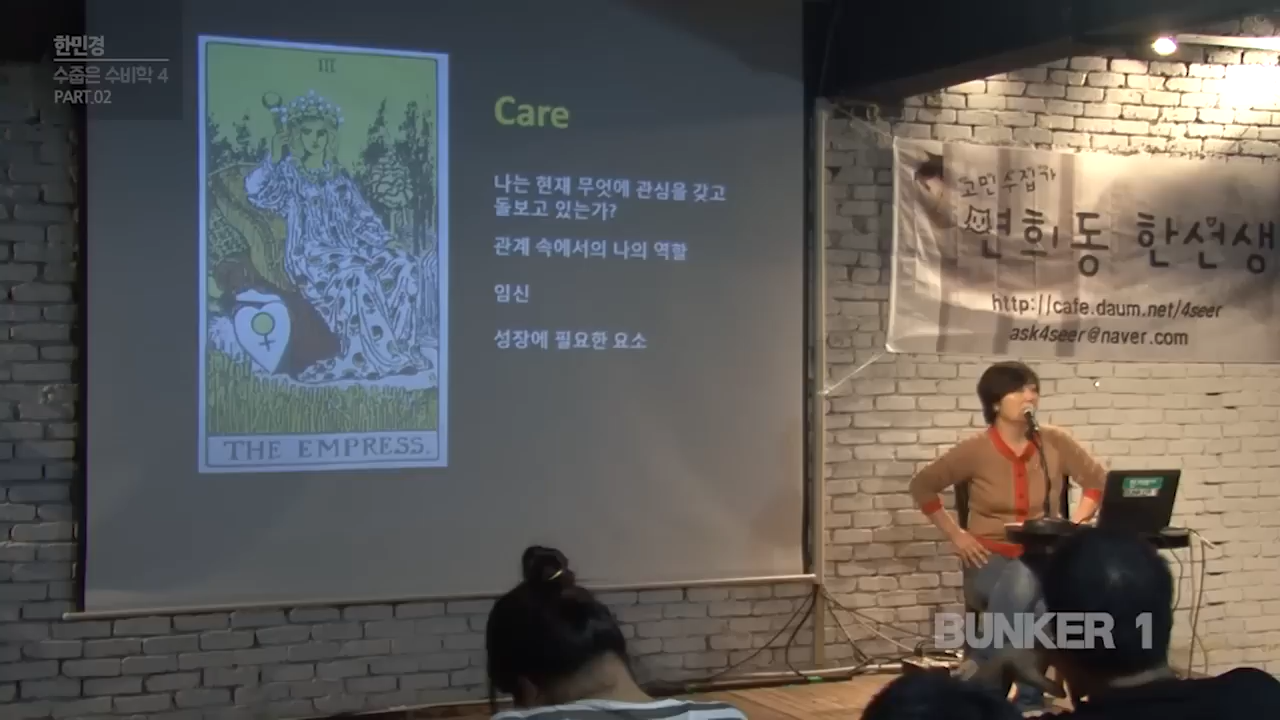 한민경
수줍은 수비학 4
PART.02
III
THE EMPRESS.
Care
나는 현재 무엇에 관심을 갖고
돌보고 있는가?
관계 속에서의 나의 역할
임신
성장에 필요한 요소
고민 수집가
연희동 한선생
http://cafe.daum.net/4seer
ask4seer@naver.com
BUNKER 1